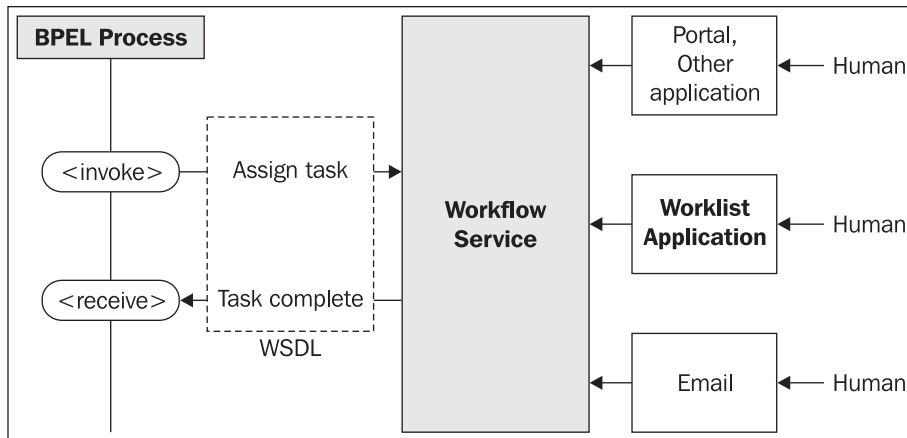 BPEL Process
<invoke>
Assign task
<receive>
Task complete
WSDL
Workflow
Service
Portal,
Other
application
Human
Worklist
Application
Human
Email
Human